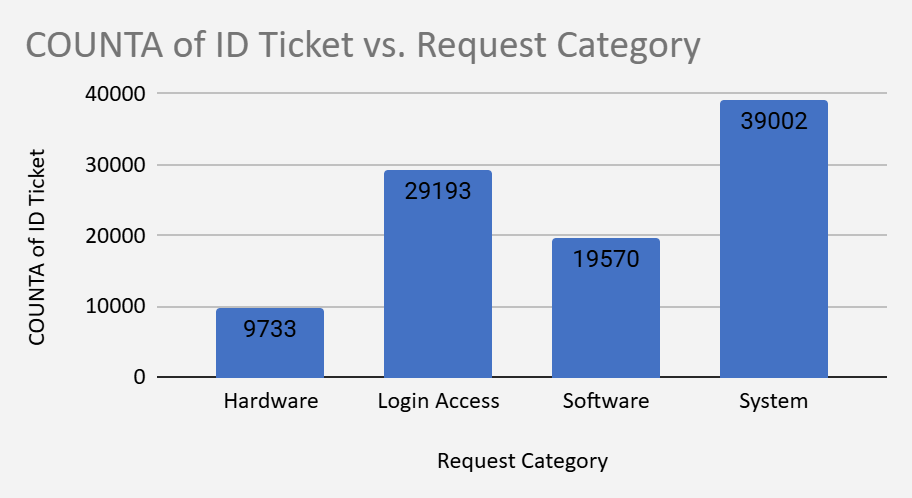 COUNTA of ID Ticket vs. Request Category
COUNTA of ID Ticket
40000
30000
20000
10000
0
9733
29193
19570
39002
Hardware
Login Access
Software
System
Request Category